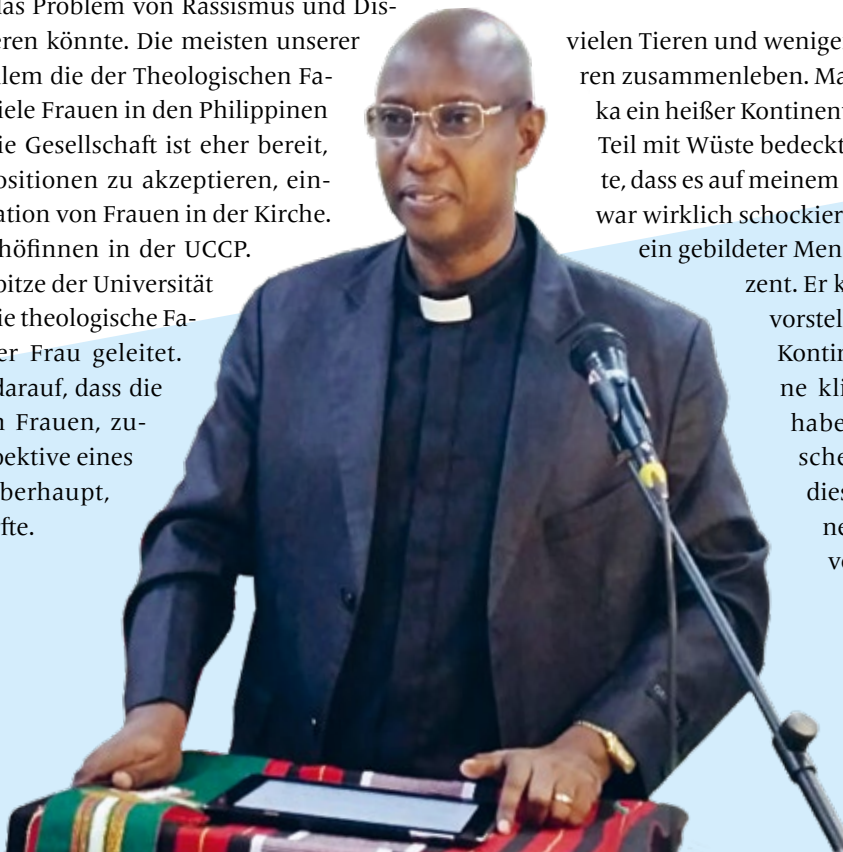 das Problem von Rassismus und Dis-
eren könnte. Die meisten unserer
llem die der Theologischen Fa-
iele Frauen in den Philippinen
ie Gesellschaft ist eher bereit,
ositionen zu akzeptieren, ein-
ation von Frauen in der Kirche.
höfinnen in der UCCP.
pitze der Universität
ie theologische Fa-
er Frau geleitet.
darauf, dass die
n Frauen, zu-
pektive eines
berhaupt,
fte.
vielen Tieren und wenige
ren zusammenleben. Ma
ka ein heißer Kontinent
Teil mit Wüste bedeckt
te, dass es auf meinem
war wirklich schockier
ein gebildeter Men
zent. Er k
vorstel
Kontin
ne kli
habe
sche
dies
ne
v